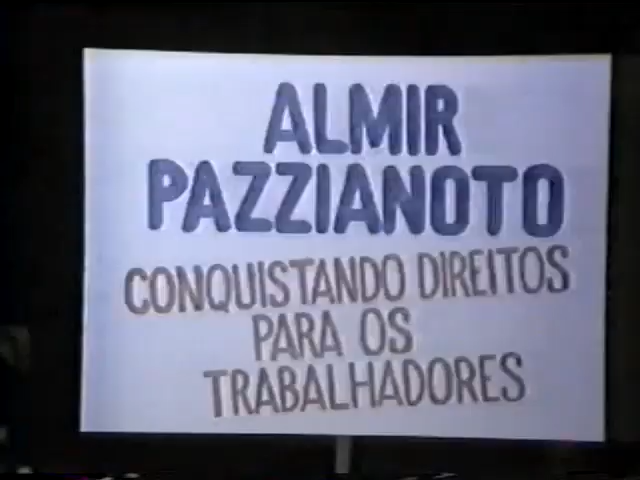 ALMIR
PAZZIANOTO
CONQUISTANDO DIREITOS
PARA OS
TRABALHADORES